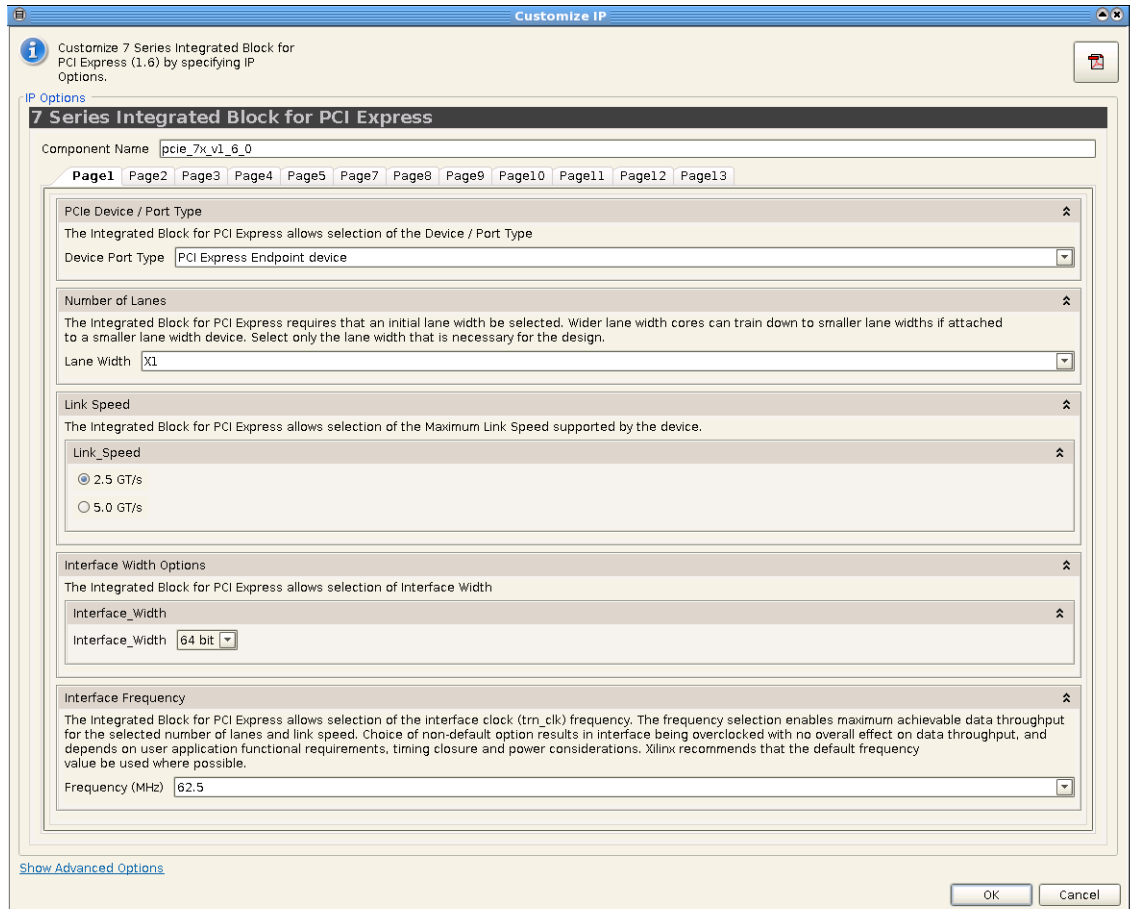 Customize IP
Customize 7 Series Integrated Block for
PCI Express (1.6) by specifying IP
Options.
IP Options
7 Series Integrated Block for PCI Express
Component Name pcie_7x_v1_6_0
Page1 Page2 Page3 Page4 Page5 Page7 Page8 Page9 Page10 Page11 Page12 Page13
PCIe Device / Port Type
The Integrated Block for PCI Express allows selection of the Device / Port Type
Device Port Type PCI Express Endpoint device
Number of Lanes
The Integrated Block for PCI Express requires that an initial lane width be selected. Wider lane width cores can train down to smaller lane widths if attached
to a smaller lane width device. Select only the lane width that is necessary for the design.
Lane Width X1
Link Speed
The Integrated Block for PCI Express allows selection of the Maximum Link Speed supported by the device.
Link_Speed
2.5 GT/s
5.0 GT/s
Interface Width Options
The Integrated Block for PCI Express allows selection of Interface Width
Interface_Width
Interface_Width 64 bit
Interface Frequency
The Integrated Block for PCI Express allows selection of the interface clock (trn_clk) frequency. The frequency selection enables maximum achievable data throughput
for the selected number of lanes and link speed. Choice of non-default option results in interface being overclocked with no overall effect on data throughput, and
depends on user application functional requirements, timing closure and power considerations. Xilinx recommends that the default frequency
value be used where possible.
Frequency (MHz) 62.5
Show Advanced Options
OK Cancel